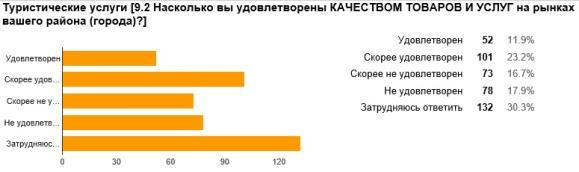 Туристические услуги [9.2 Насколько вы удовлетворены КАЧЕСТВОМ ТОВАРОВ И УСЛУГ на рынках
вашего района (города)?]
Удовлетворен
Скорее удов...
Скорее не у...
Не удовлетв...
Затрудняюс...
0 30 60 90 120
Удовлетворен 52 11.9%
Скорее удовлетворен 101 23.2%
Скорее не удовлетворен 73 16.7%
Не удовлетворен 78 17.9%
Затрудняюсь ответить 132 30.3%